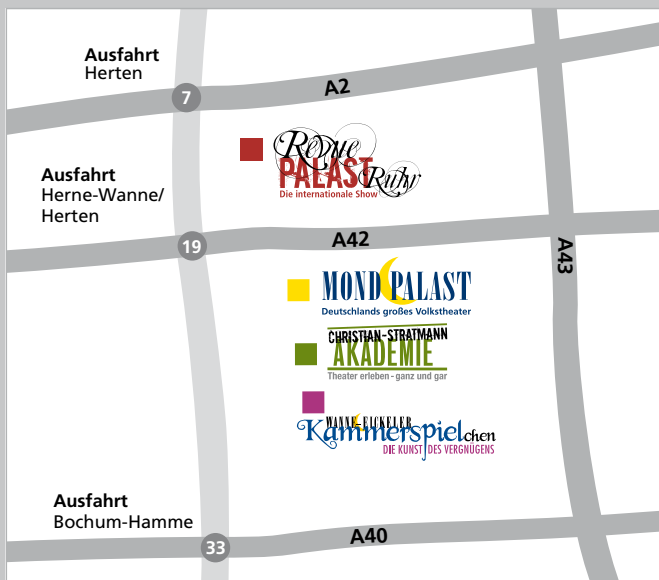 Ausfahrt
Herten
7
A2
Revue
PALAST
Ruhr
Die internationale Show
Ausfahrt
Herne-Wanne/
Herten
19
A42
A43
MOND PALAST
Deutschlands großes Volkstheater
CHRISTIAN-STRATMANN
AKADEMIE
Theater erleben - ganz und gar
WANNE-EICKELER
Kammerspielchen
DIE KUNST DES VERGNÜGENS
Ausfahrt
Bochum-Hamme
33
A40